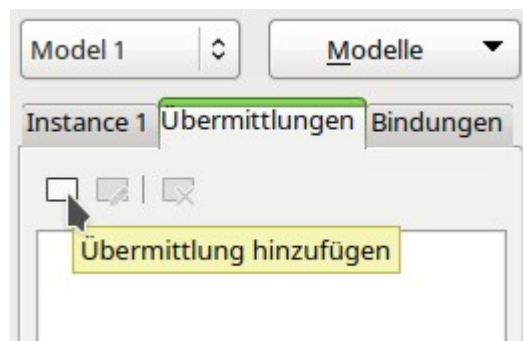 Model 1 Modelle
Instance 1 Übermittlungen Bindungen
Übermittlung hinzufügen